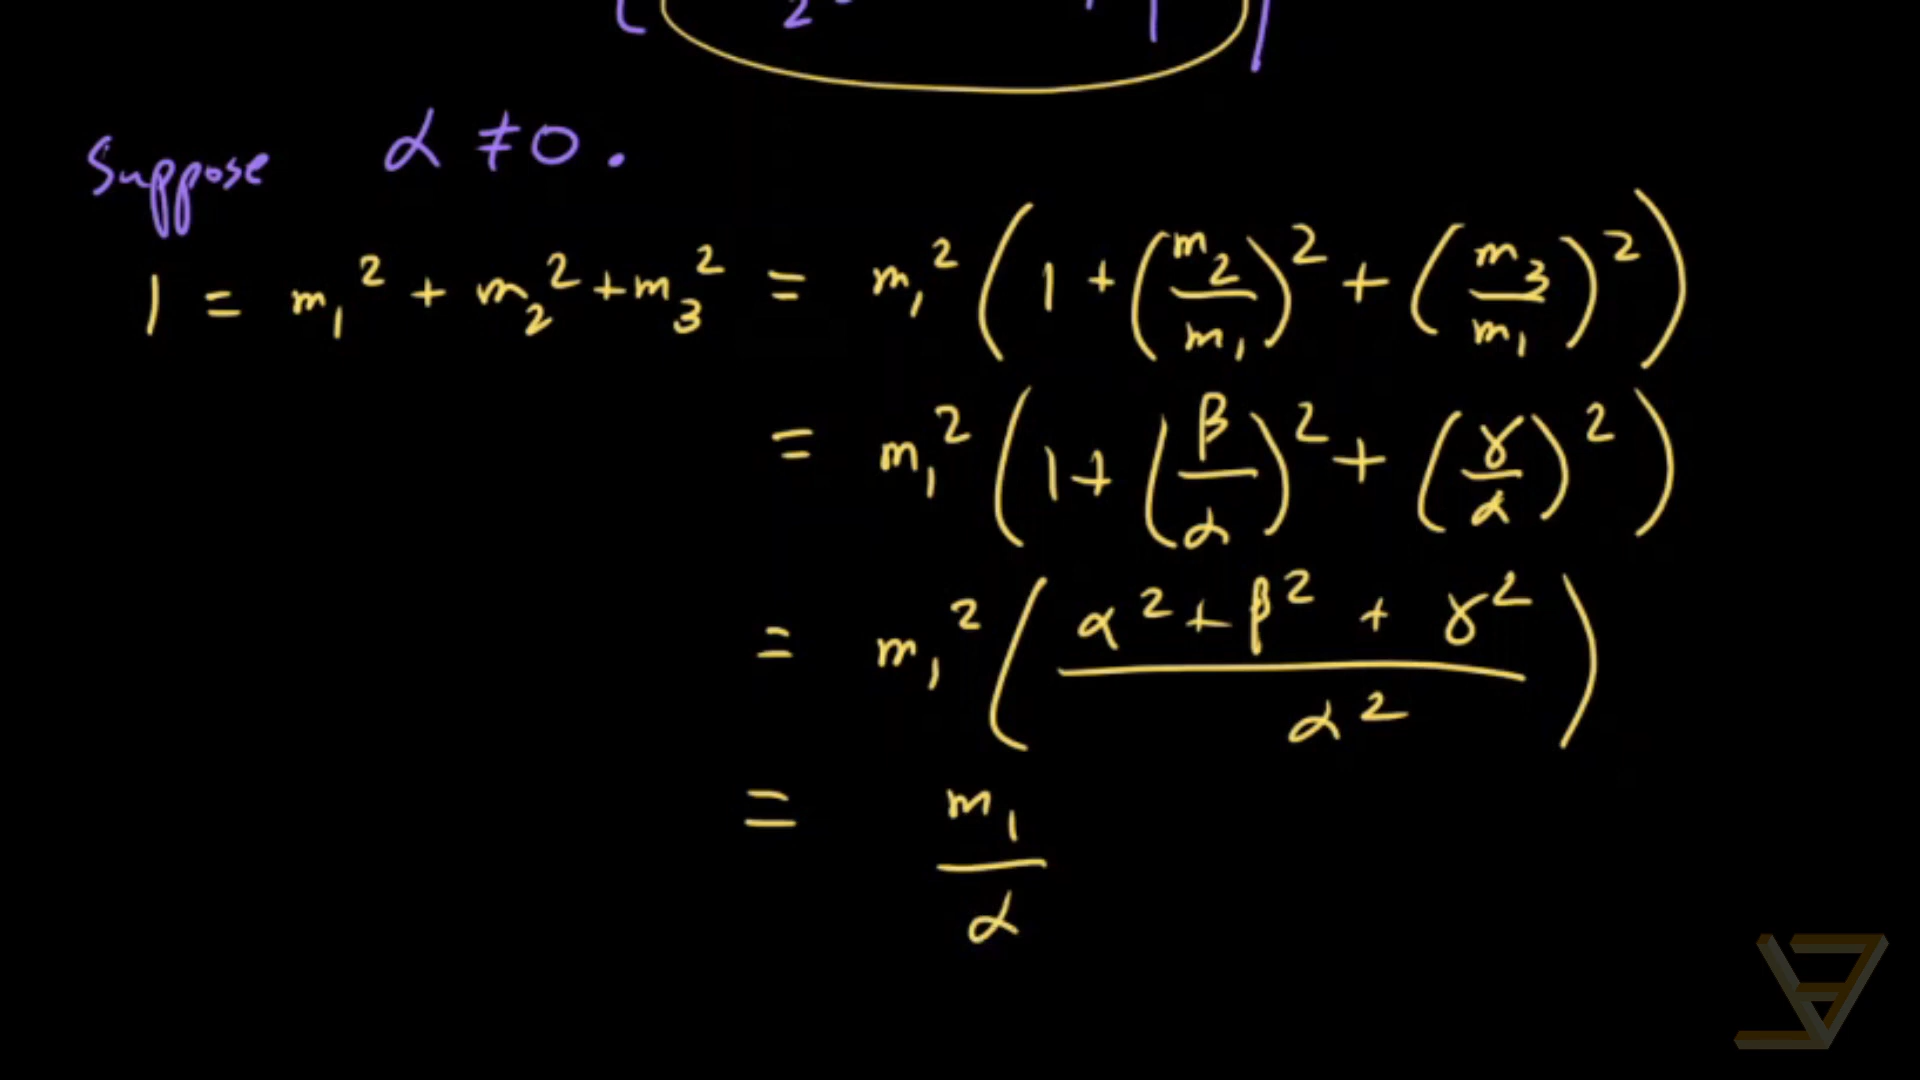 Suppose α ≠ 0.
1 = m₁² + m₂² + m₃² = m₁² (1 + (m₂/m₁)² + (m₃/m₁)²)
= m₁² (1 + (β/α)² + (γ/α)²)
= m₁² ((α² + β² + γ²)/α²)
= m₁/α